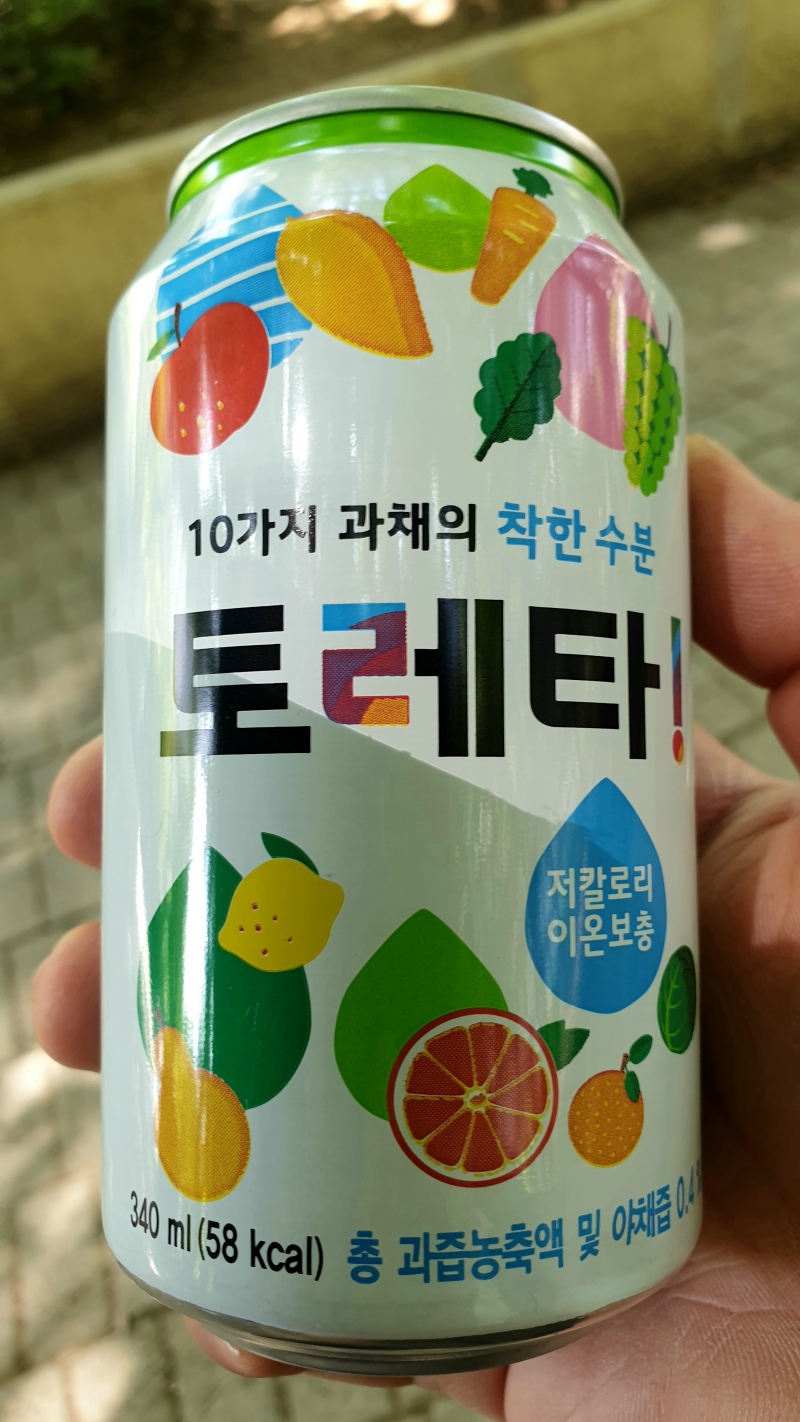 10가지 과채의 착한 수분
토레타!
저칼로리
이온보충
340 ml (58 kcal) 총 과즙농축액 및 야채즙